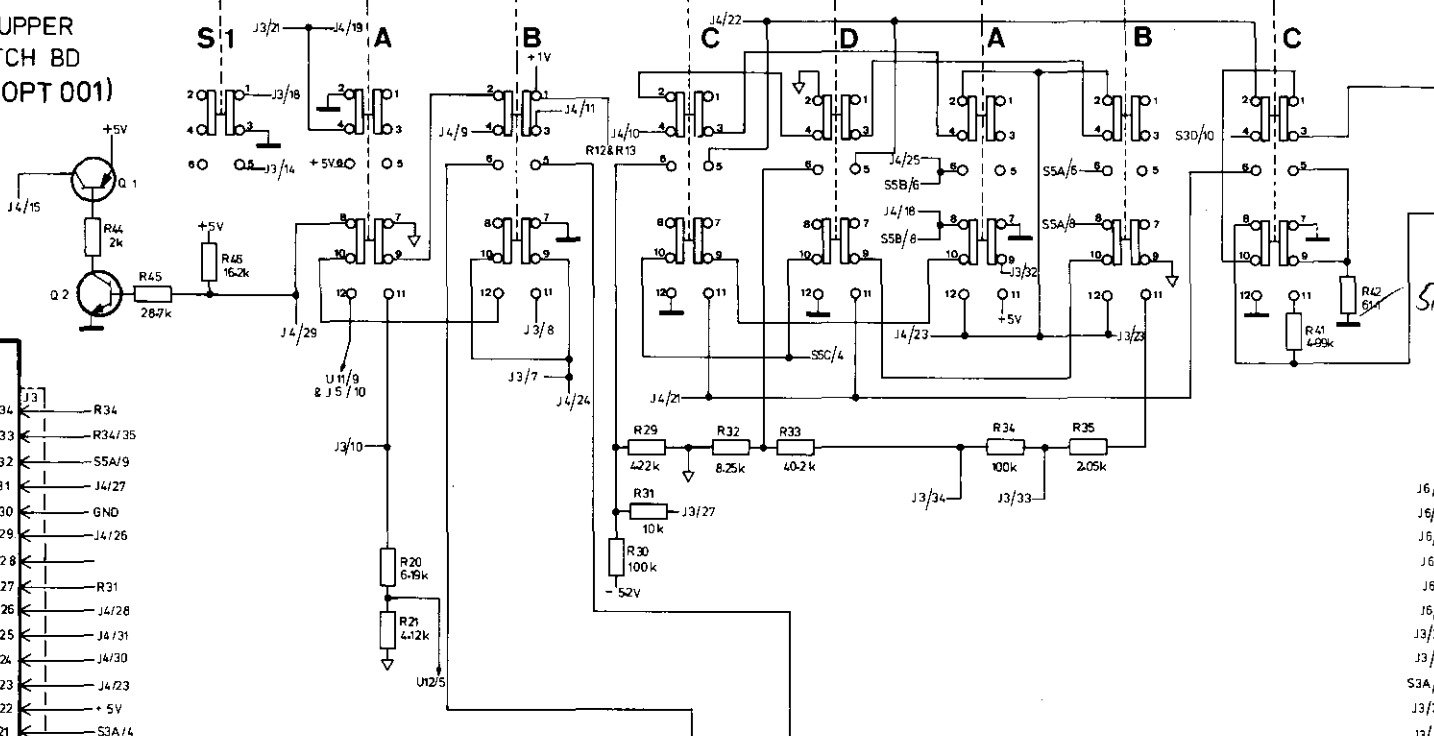 UPPER
TCH BD
OPT 001)
S1
A
B
C
D
A
B
C
J3/21
J4/19
J4/22
+1V
J3/18
J3/14
+5V
J4/11
J4/9
R12&R13
J4/10
J4/25
S5B/6
J4/18
S5B/8
S5A/6
S5A/8
S3D/10
+5V
Q1
J4/15
R44
2k
+5V
R46
16.2k
R45
28.7k
Q2
J4/29
U11/9
& J5/10
J3/8
J3/7
J4/24
J3/32
+5V
J4/23
J3/23
S5C/4
J4/21
R42
R41
4.99k
J3/10
R29
4.22k
R32
8.25k
R33
40.2k
R34
100k
R35
2.05k
J3/34
J3/33
R31
10k
J3/27
R30
100k
-5.2V
R20
6.19k
R21
4.12k
U12/5
J3
34 R34
33 R34/35
32 S5A/9
31 J4/27
30 GND
29 J4/26
28
27 R31
26 J4/28
25 J4/31
24 J4/30
23 J4/23
22 +5V
21 S3A/4
J6/
J6/
J6/
J6
J6
J6/
J3/
J3/
S3A/
J3/
J3/